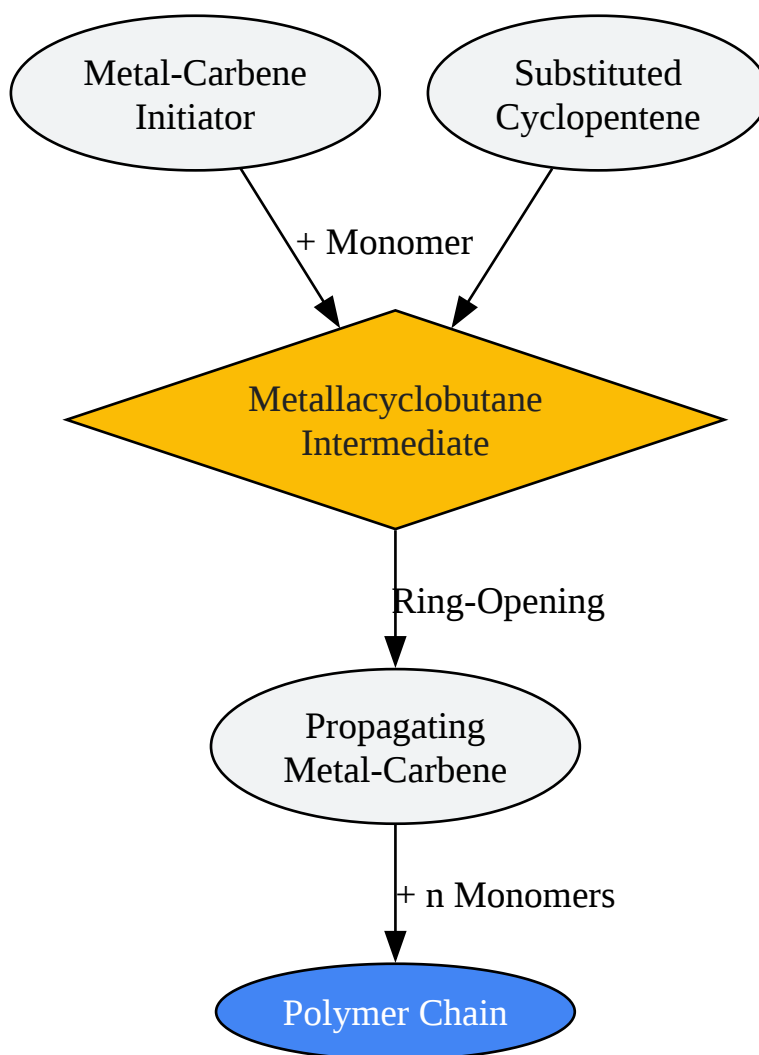 Metal-Carbene
Initiator
Substituted
Cyclopentene
+ Monomer
Metallacyclobutane
Intermediate
Ring-Opening
Propagating
Metal-Carbene
+ n Monomers
Polymer Chain